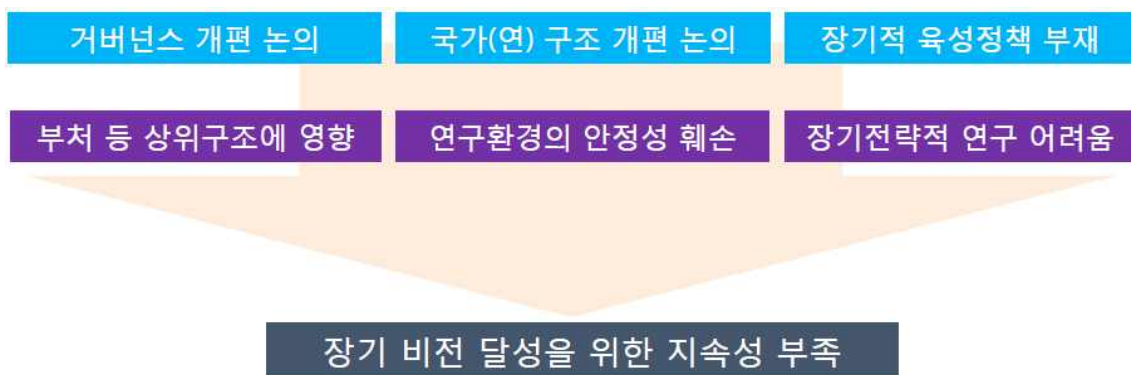 거버넌스 개편 논의
국가(연) 구조 개편 논의
장기적 육성정책 부재
부처 등 상위구조에 영향
연구환경의 안정성 훼손
장기전략적 연구 어려움
장기 비전 달성을 위한 지속성 부족